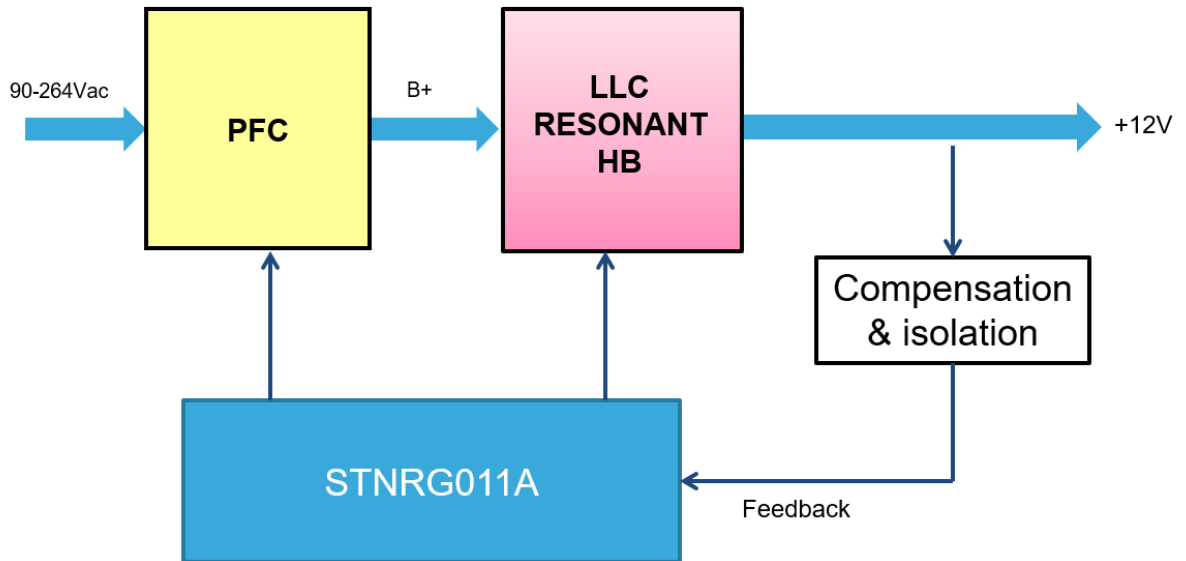 90-264Vac
PFC
B+
LLC
RESONANT
HB
+12V
Compensation
& isolation
STNRG011A
Feedback